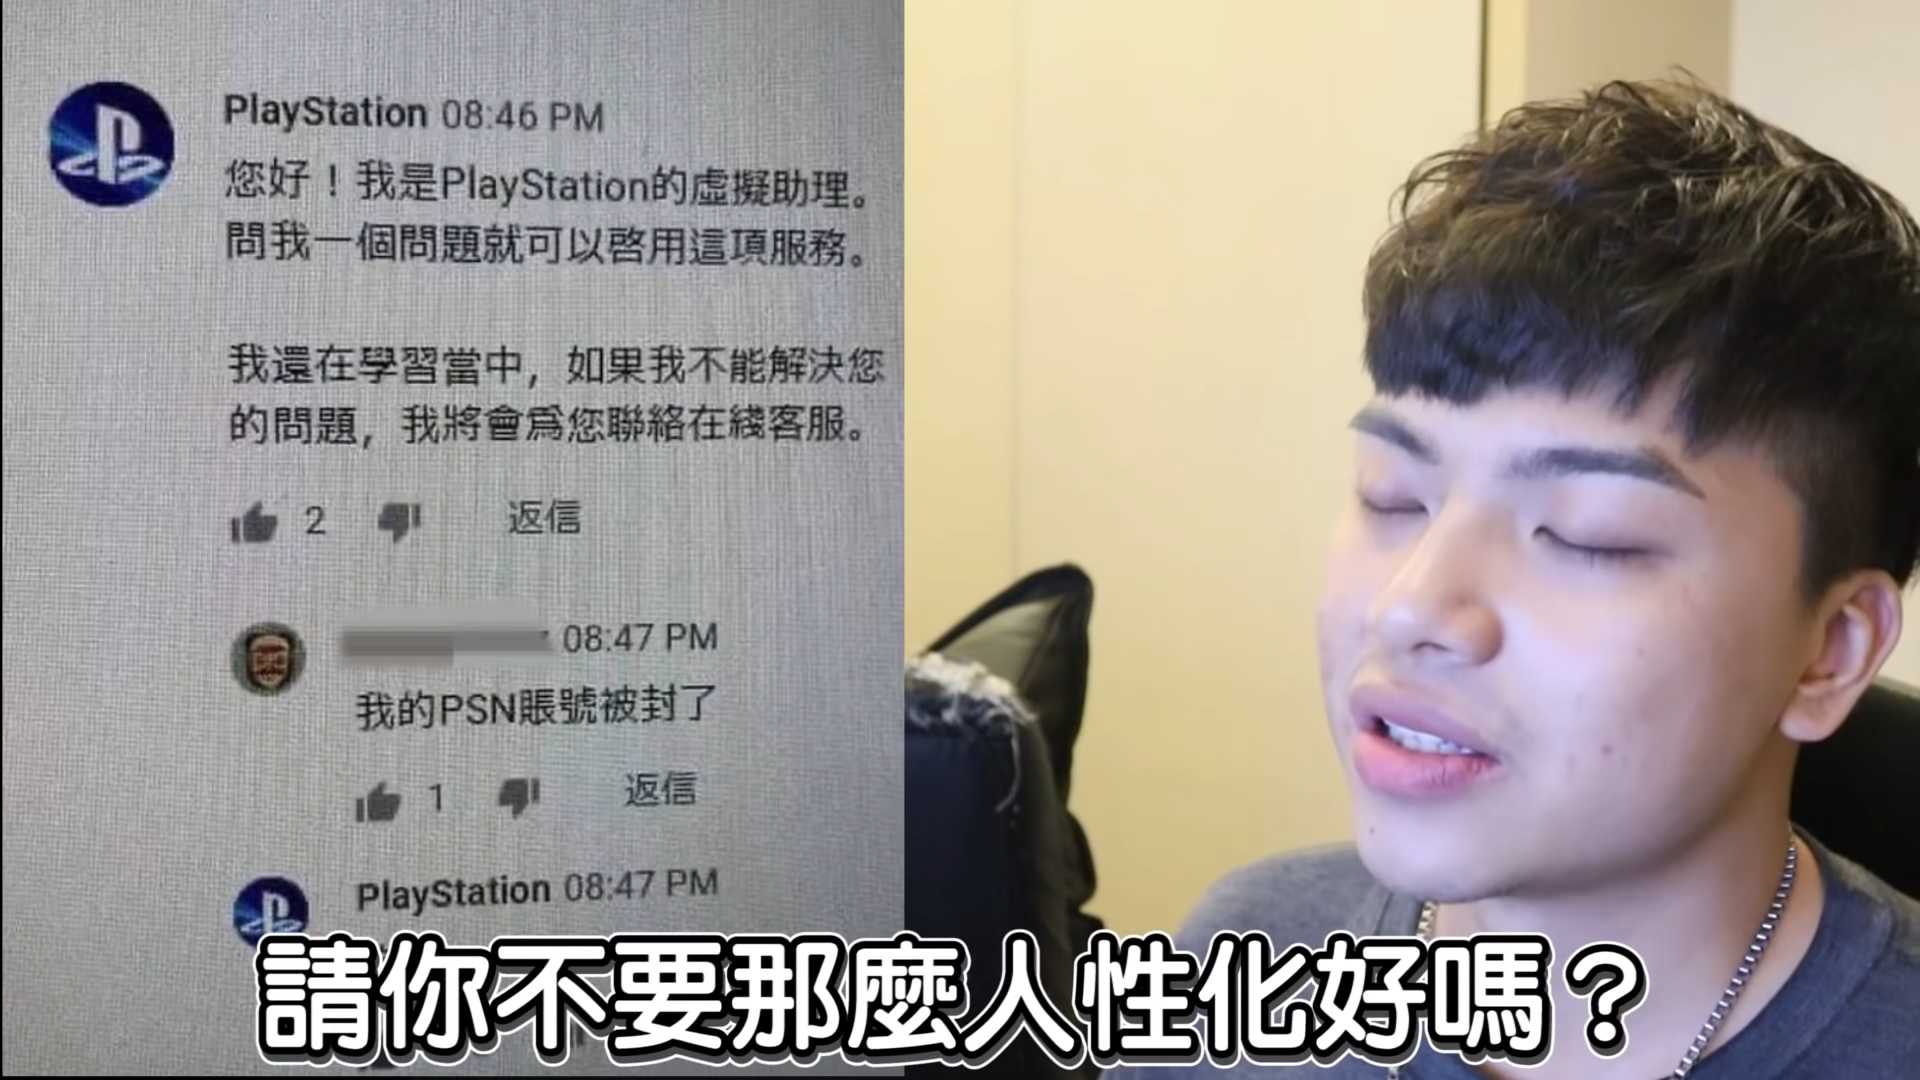 PlayStation 08:46 PM
您好！我是PlayStation的虛擬助理。
問我一個問題就可以啓用這項服務。
我還在學習當中，如果我不能解決您
的問題，我將會爲您聯絡在綫客服。
2 返信
08:47 PM
我的PSN賬號被封了
1 返信
PlayStation 08:47 PM
請你不要那麼人性化好嗎？